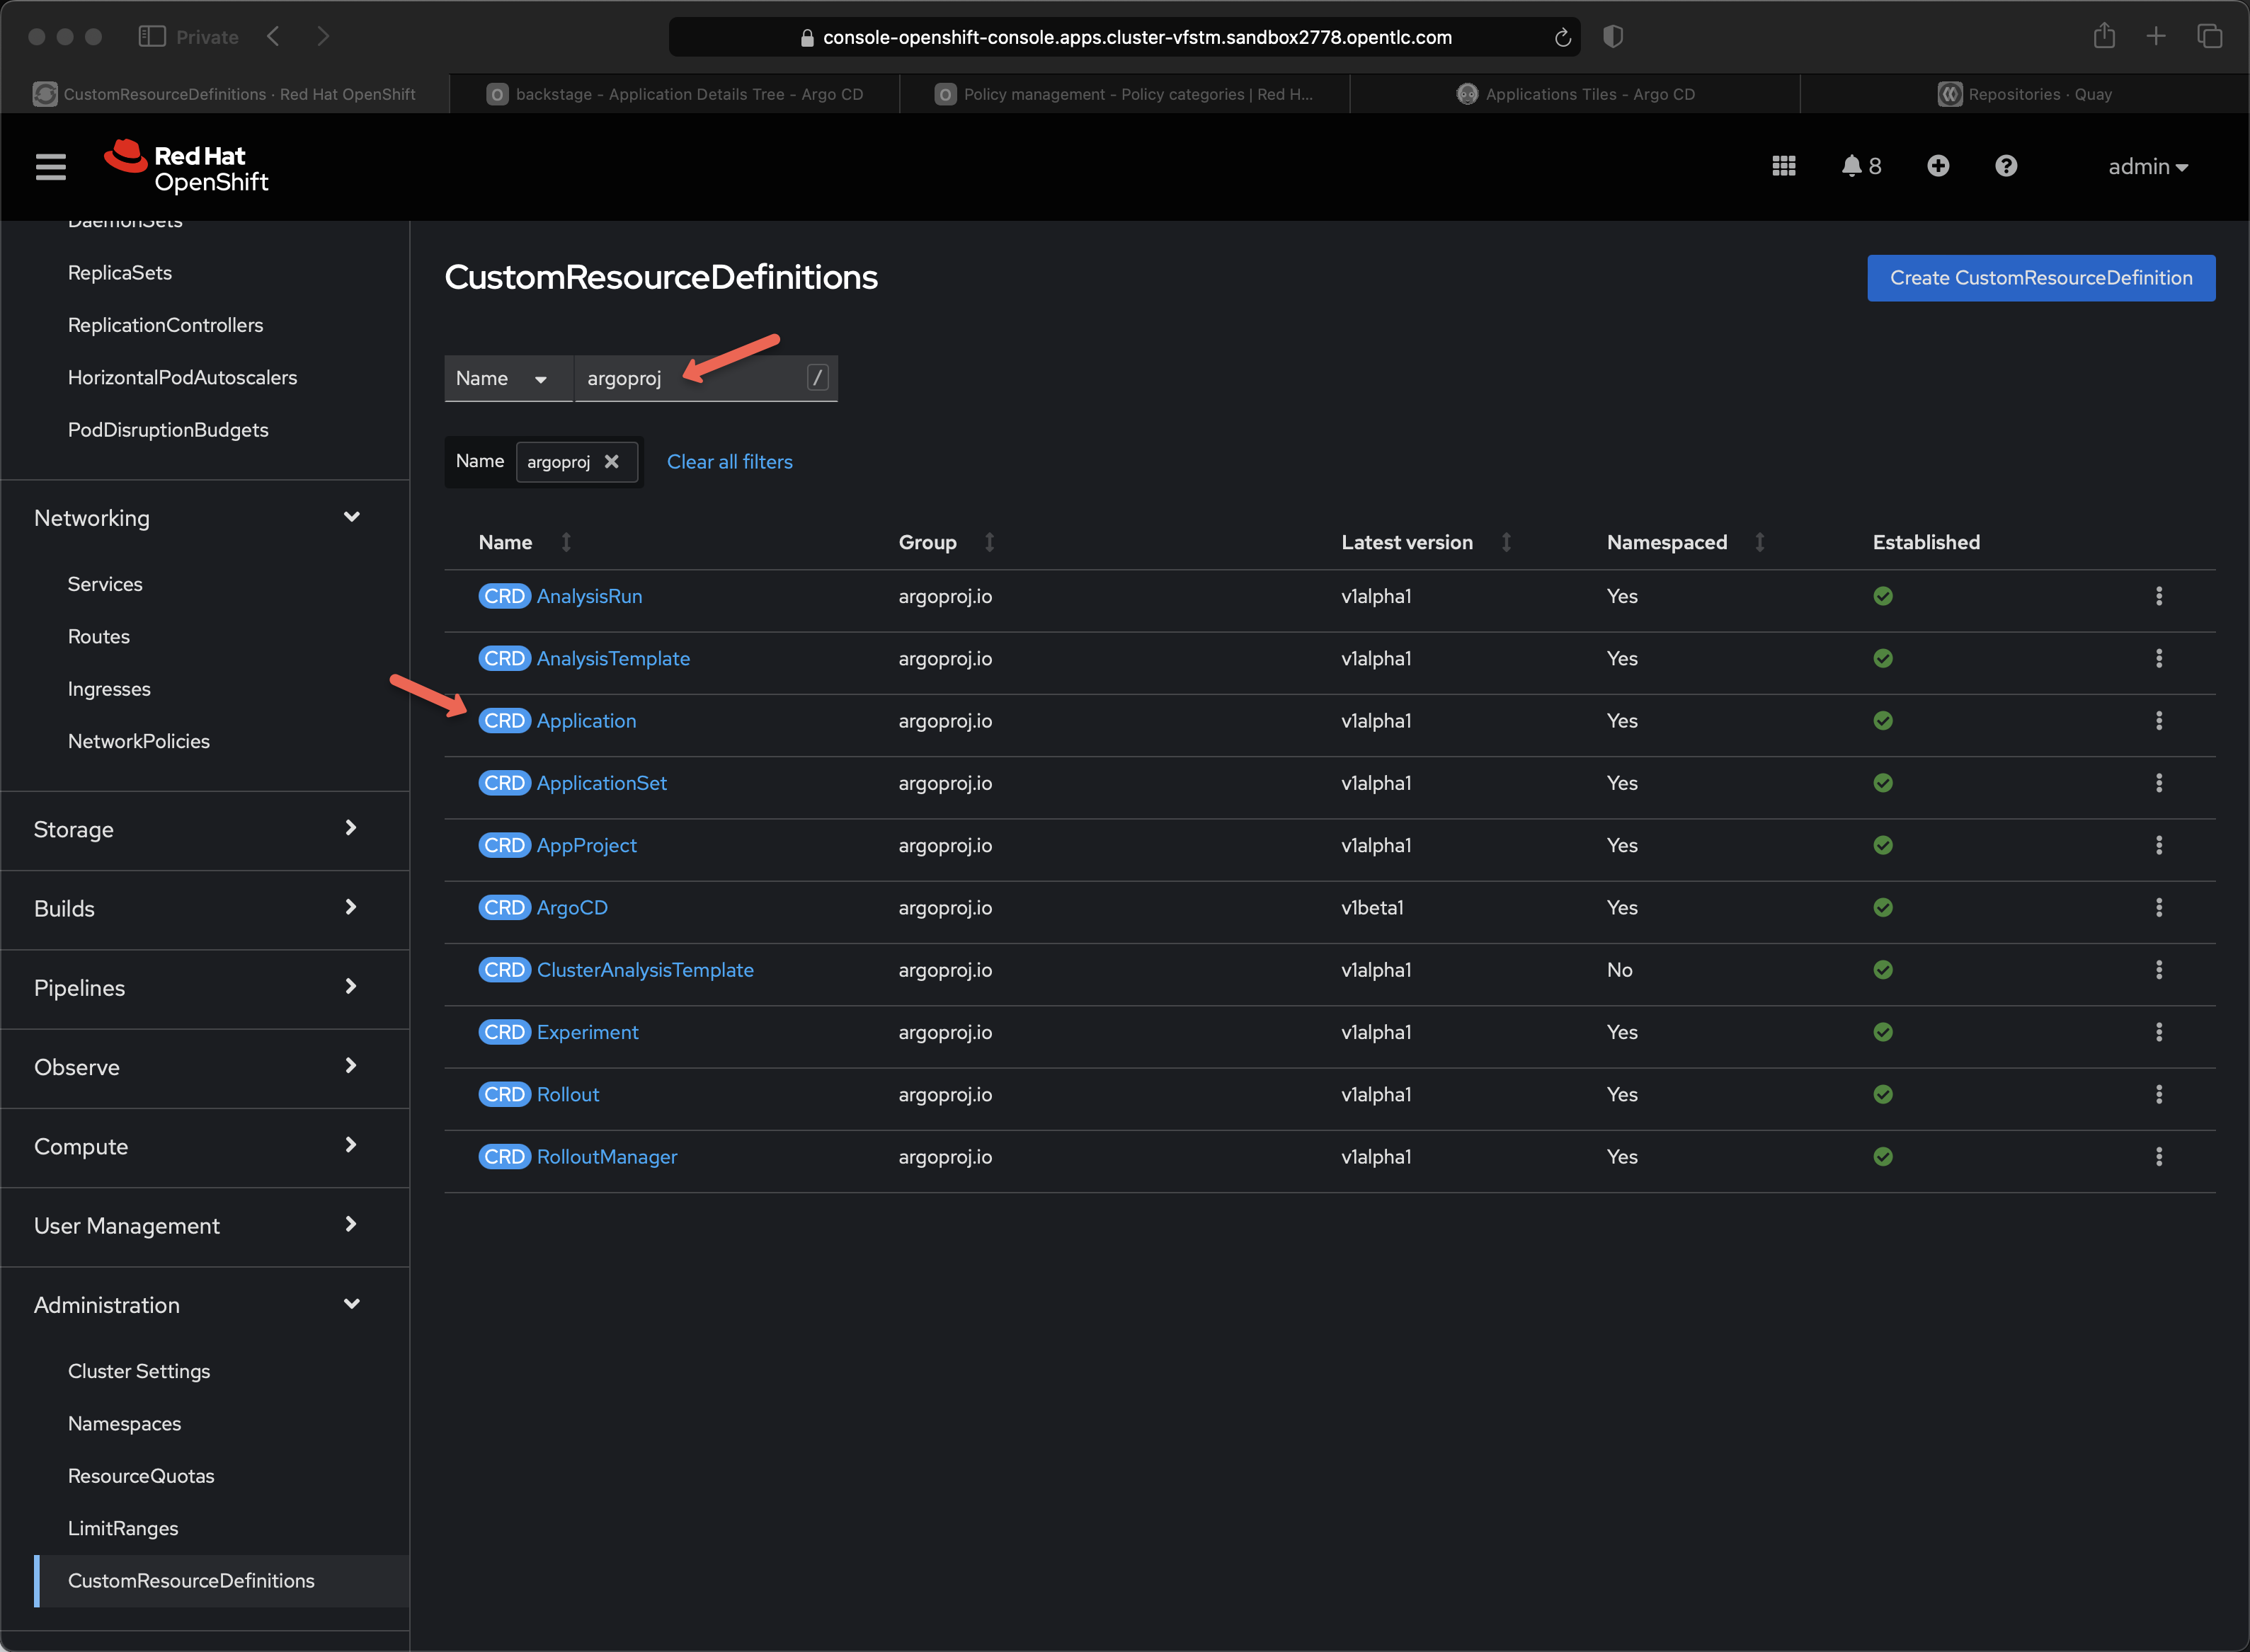 Private
console-openshift-console.apps.cluster-vfstm.sandbox2778.opentlc.com
CustomResourceDefinitions · Red Hat OpenShift
backstage - Application Details Tree - Argo CD
Policy management - Policy categories | Red H...
Applications Tiles - Argo CD
Repositories · Quay
Red Hat
OpenShift
8
admin
DaemonSets
ReplicaSets
ReplicationControllers
HorizontalPodAutoscalers
PodDisruptionBudgets
Networking
Services
Routes
Ingresses
NetworkPolicies
Storage
Builds
Pipelines
Observe
Compute
User Management
Administration
Cluster Settings
Namespaces
ResourceQuotas
LimitRanges
CustomResourceDefinitions
CustomResourceDefinitions
Create CustomResourceDefinition
Name argoproj /
Name argoproj Clear all filters
Name Group Latest version Namespaced Established
CRD AnalysisRun argoproj.io v1alpha1 Yes
CRD AnalysisTemplate argoproj.io v1alpha1 Yes
CRD Application argoproj.io v1alpha1 Yes
CRD ApplicationSet argoproj.io v1alpha1 Yes
CRD AppProject argoproj.io v1alpha1 Yes
CRD ArgoCD argoproj.io v1beta1 Yes
CRD ClusterAnalysisTemplate argoproj.io v1alpha1 No
CRD Experiment argoproj.io v1alpha1 Yes
CRD Rollout argoproj.io v1alpha1 Yes
CRD RolloutManager argoproj.io v1alpha1 Yes